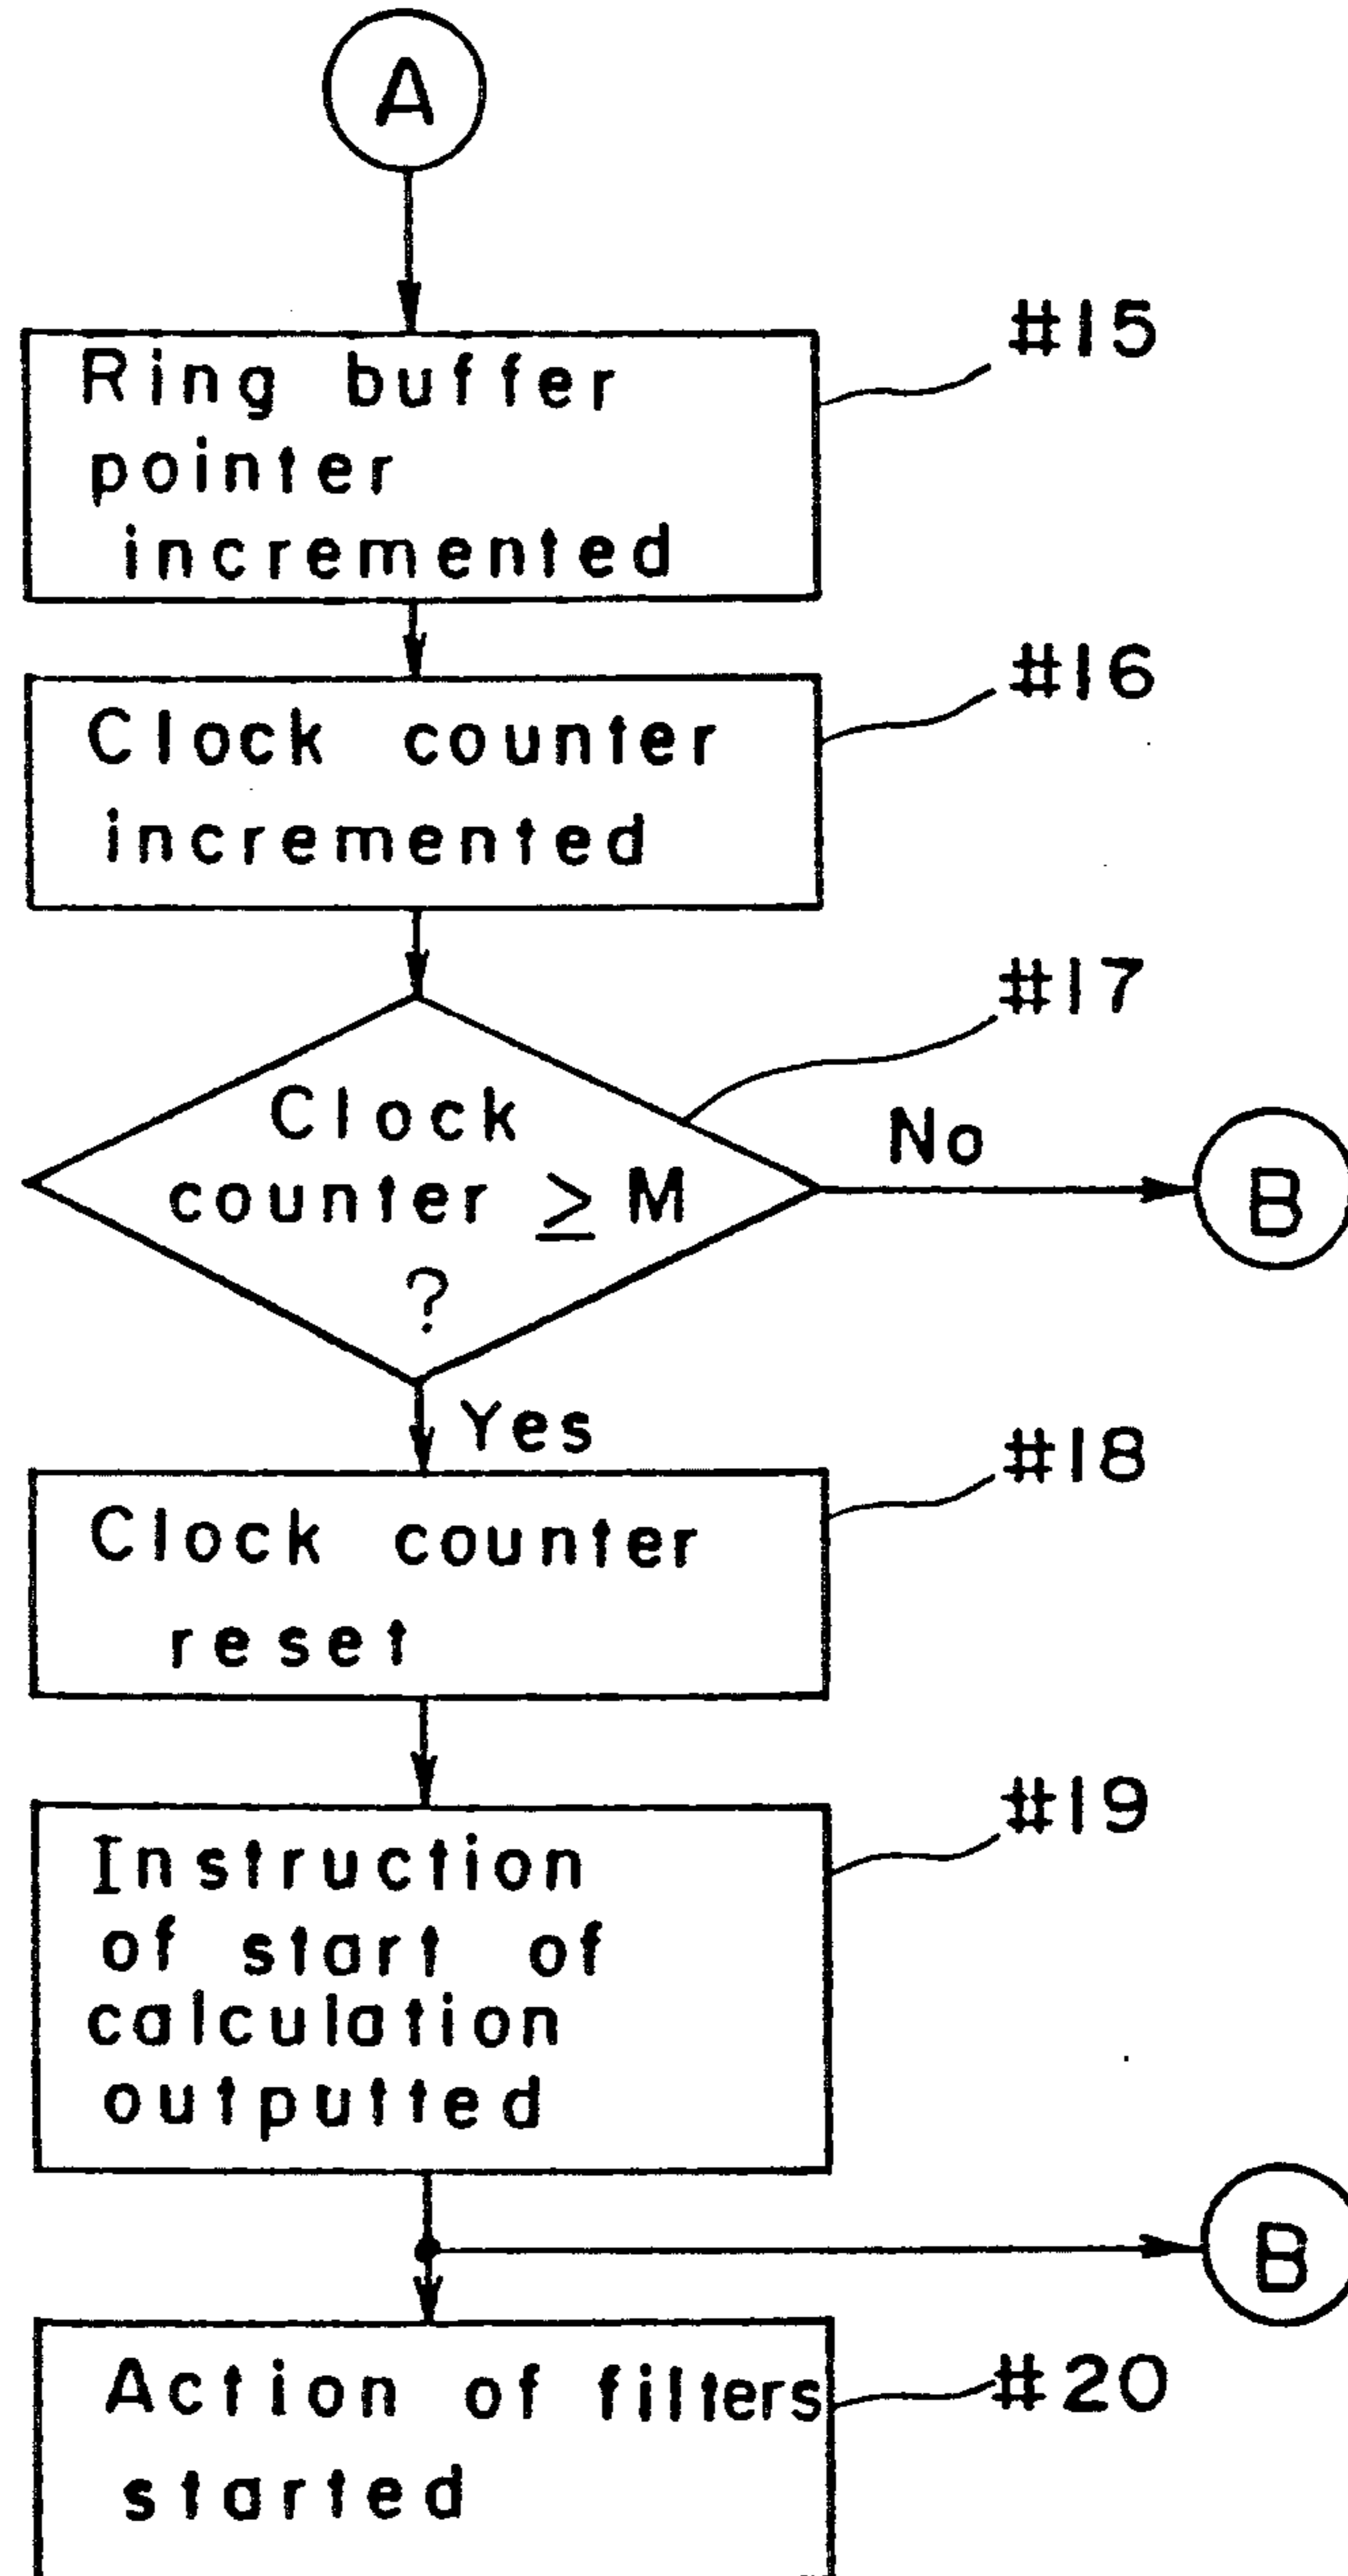 A
#15
Ring buffer
pointer
incremented
#16
Clock counter
incremented
#17
Clock
counter ≥ M
?
No
B
Yes
#18
Clock counter
reset
#19
Instruction
of start of
calculation
outputted
B
#20
Action of filters
started